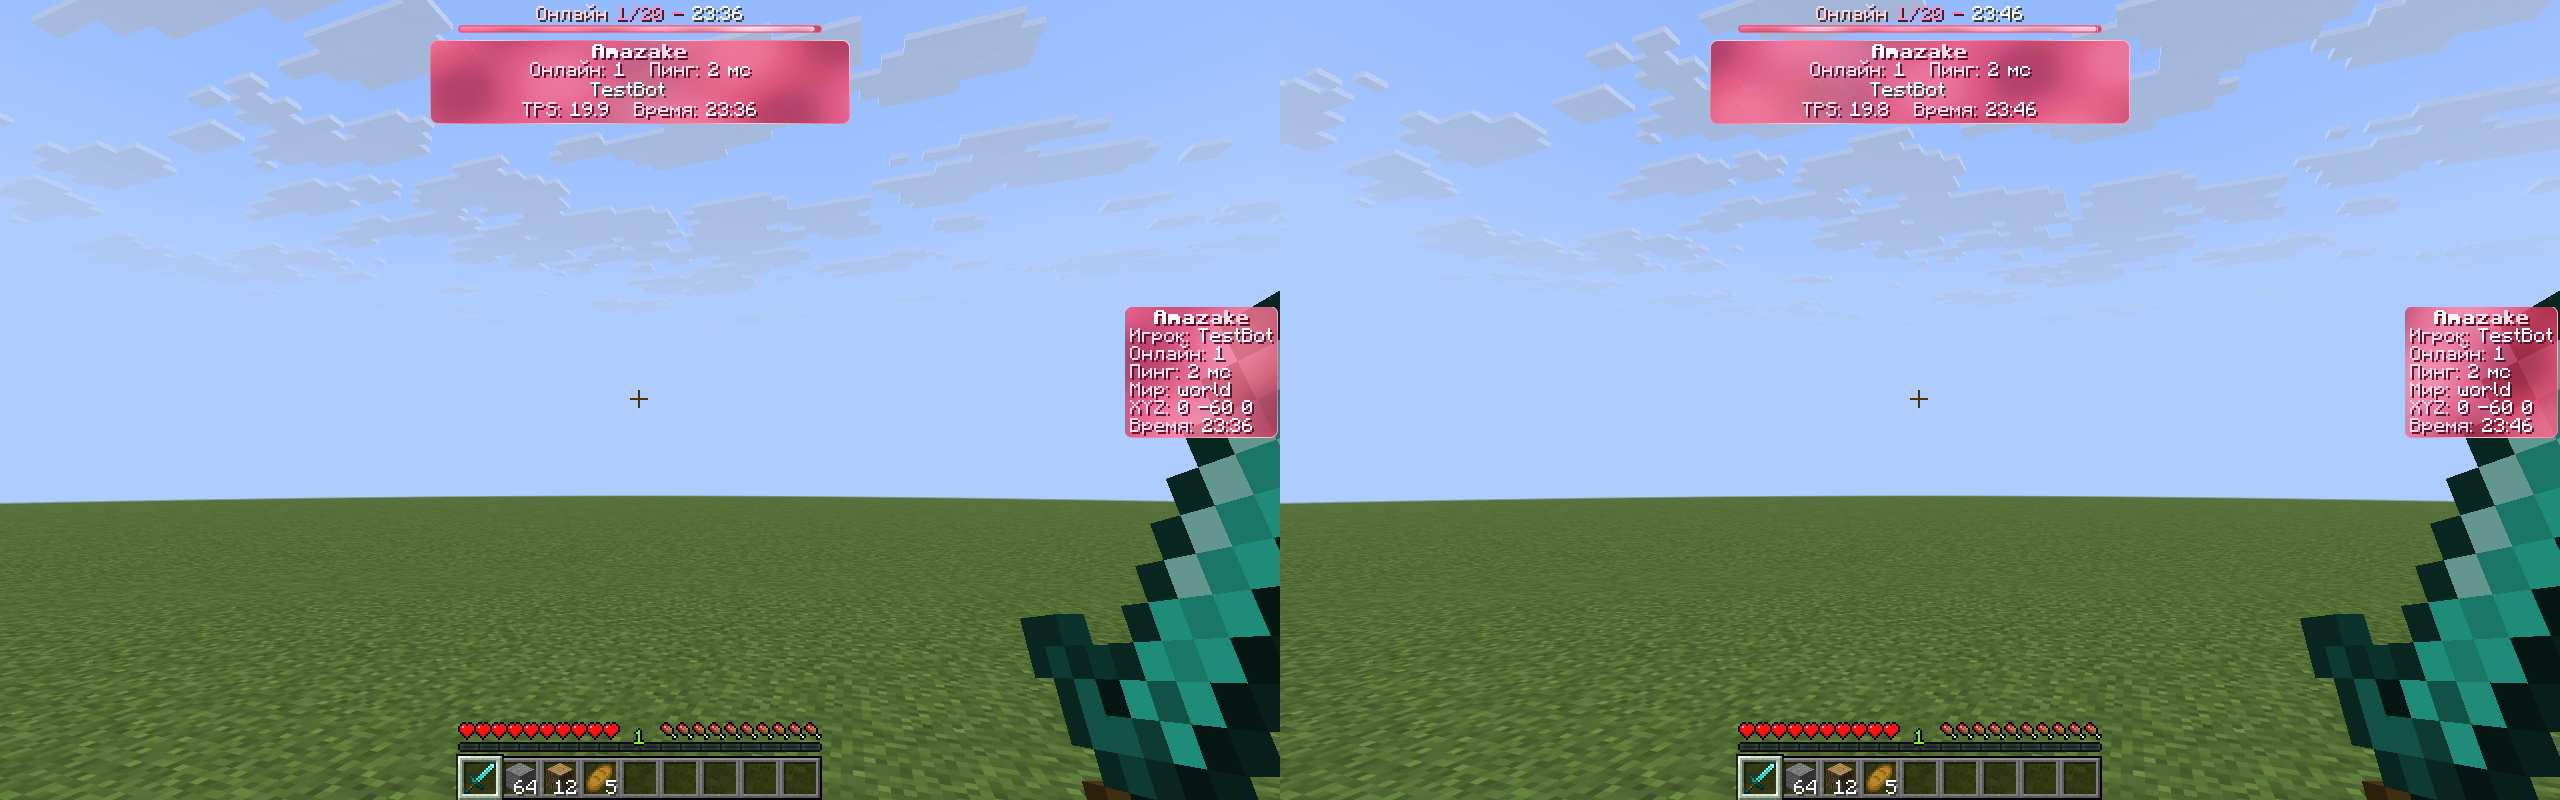 Онлайн 1/20 - 23:36
Amazake
Онлайн: 1 Пинг: 2 мс
TestBot
TPS: 19.9 Время: 23:36
Amazake
Игрок: TestBot
Онлайн: 1
Пинг: 2 мс
Мир: world
XYZ: 0 -60 0
Время: 23:36
1
64 12 5
Онлайн 1/20 - 23:46
Amazake
Онлайн: 1 Пинг: 2 мс
TestBot
TPS: 19.8 Время: 23:46
Amazake
Игрок: TestBot
Онлайн: 1
Пинг: 2 мс
Мир: world
XYZ: 0 -60 0
Время: 23:46
1
64 12 5